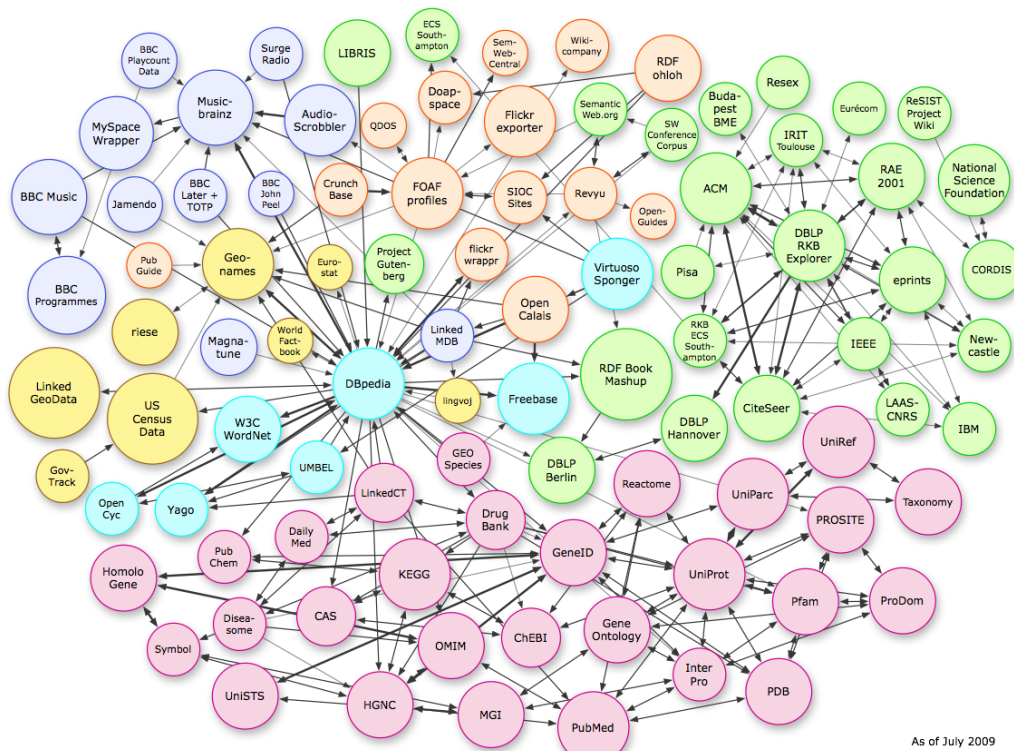 BBC
Playcount
Data
Surge
Radio
LIBRIS
ECS
South-
ampton
Sem-
Web-
Central
Wiki-
company
RDF
ohloh
Resex
Buda-
pest
BME
Eurécom
ReSIST
Project
Wiki
MySpace
Wrapper
Music-
brainz
Audio-
Scrobbler
QDOS
Doap-
space
Flickr
exporter
Semantic
Web.org
SW
Conference
Corpus
IRIT
Toulouse
RAE
2001
National
Science
Foundation
BBC Music
Jamendo
BBC
Later +
TOTP
BBC
John
Peel
Crunch
Base
FOAF
profiles
SIOC
Sites
Revyu
Open-
Guides
ACM
DBLP
RKB
Explorer
BBC
Programmes
Pub
Guide
Geo-
names
Euro-
stat
Project
Guten-
berg
flickr
wrappr
Virtuoso
Sponger
Pisa
eprints
CORDIS
riese
Magna-
tune
World
Fact-
book
Linked
MDB
Open
Calais
RKB
ECS
South-
ampton
IEEE
New-
castle
Linked
GeoData
US
Census
Data
DBpedia
lingvoj
Freebase
RDF Book
Mashup
CiteSeer
LAAS-
CNRS
IBM
W3C
WordNet
DBLP
Hannover
UniRef
Gov-
Track
Open
Cyc
Yago
UMBEL
GEO
Species
DBLP
Berlin
Reactome
UniParc
Taxonomy
LinkedCT
Drug
Bank
PROSITE
Daily
Med
Pub
Chem
Homolo
Gene
KEGG
GeneID
UniProt
Pfam
ProDom
Disea-
some
CAS
ChEBI
Gene
Ontology
Symbol
OMIM
Inter
Pro
UniSTS
HGNC
MGI
PubMed
PDB
As of July 2009